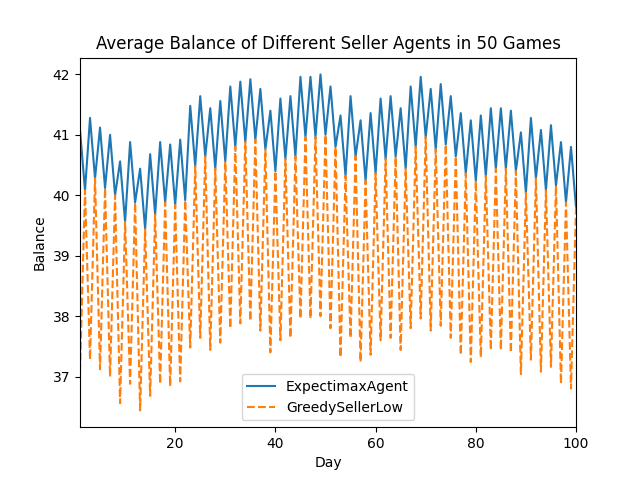 Average Balance of Different Seller Agents in 50 Games
42
41
40
39
38
37
Balance
20
40
60
80
100
Day
ExpectimaxAgent
GreedySellerLow